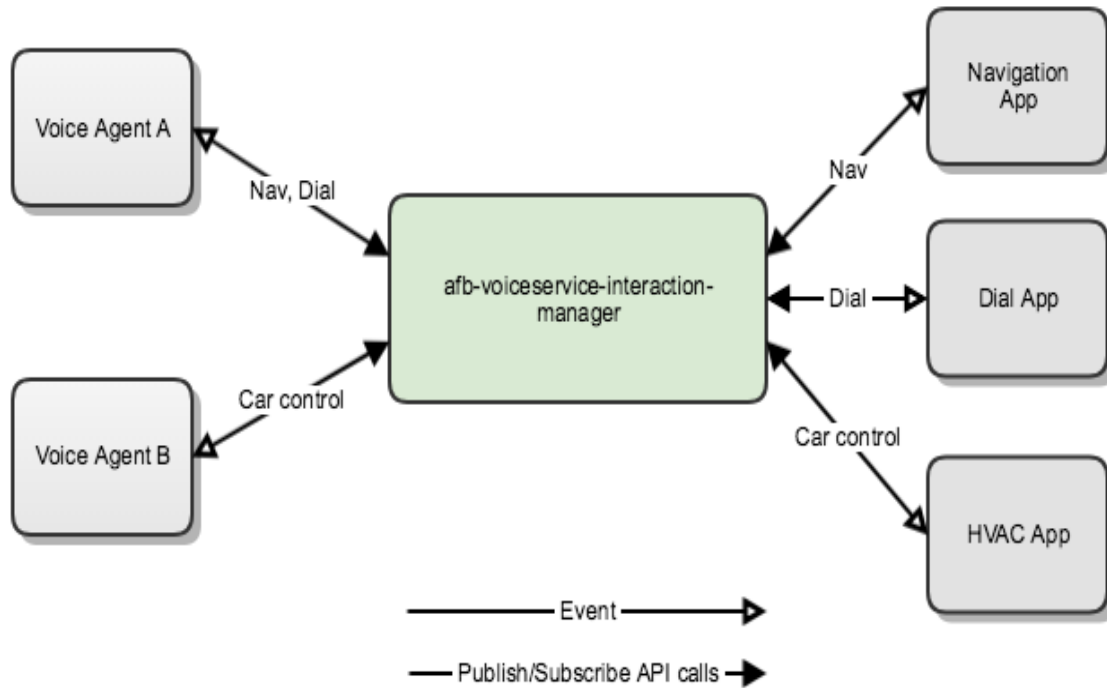 Voice Agent A
Nav, Dial
Voice Agent B
Car control
afb-voiceservice-interaction-
manager
Nav
Dial
Car control
Navigation
App
Dial App
HVAC App
Event
Publish/Subscribe API calls